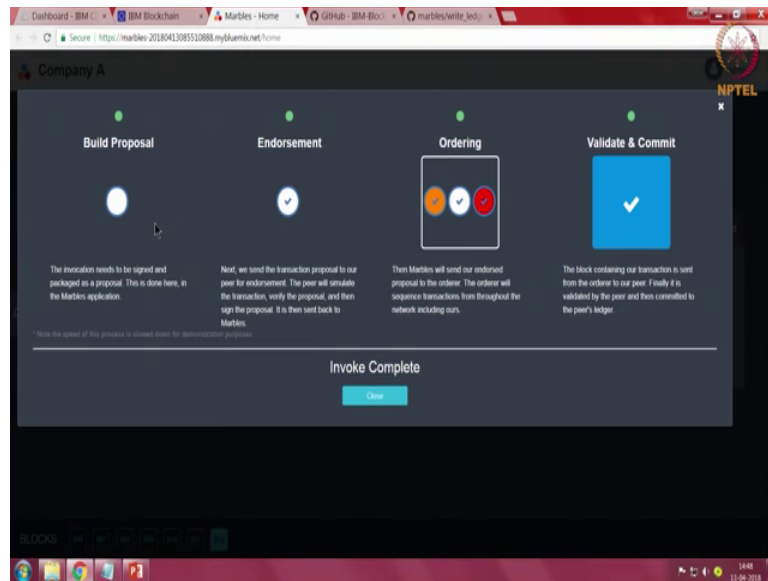 Dashboard - IBM C
IBM Blockchain
Marbles - Home
GitHub - IBM-Block
marbles/write_ledg
Secure | https://marbles-20180413085510888.mybluemix.net/home
Company A
NPTEL
Build Proposal
The invocation needs to be signed and
packaged as a proposal. This is done here, in
the Marbles application.
Endorsement
Next, we send the transaction proposal to our
peer for endorsement. The peer will simulate
the transaction, verify the proposal, and then
sign the proposal. It is then sent back to
Marbles.
Ordering
Then Marbles will send our endorsed
proposal to the orderer. The orderer will
sequence transactions from throughout the
network including ours.
Validate & Commit
The block containing our transaction is sent
from the orderer to our peer. Finally it is
validated by the peer and then committed to
the peer's ledger.
* Note the speed of this process is slowed down for demonstration purposes
Invoke Complete
Close
BLOCKS
14:48
13-04-2018